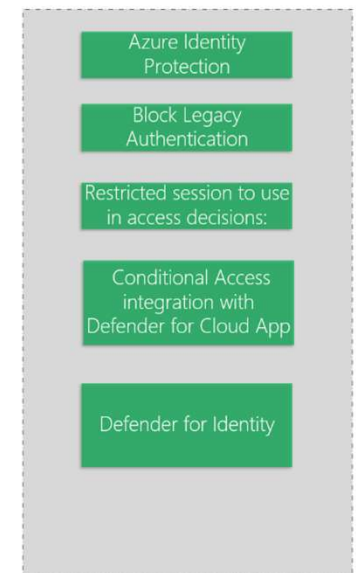 Azure Identity
Protection
Block Legacy
Authentication
Restricted session to use
in access decisions:
Conditional Access
integration with
Defender for Cloud App
Defender for Identity